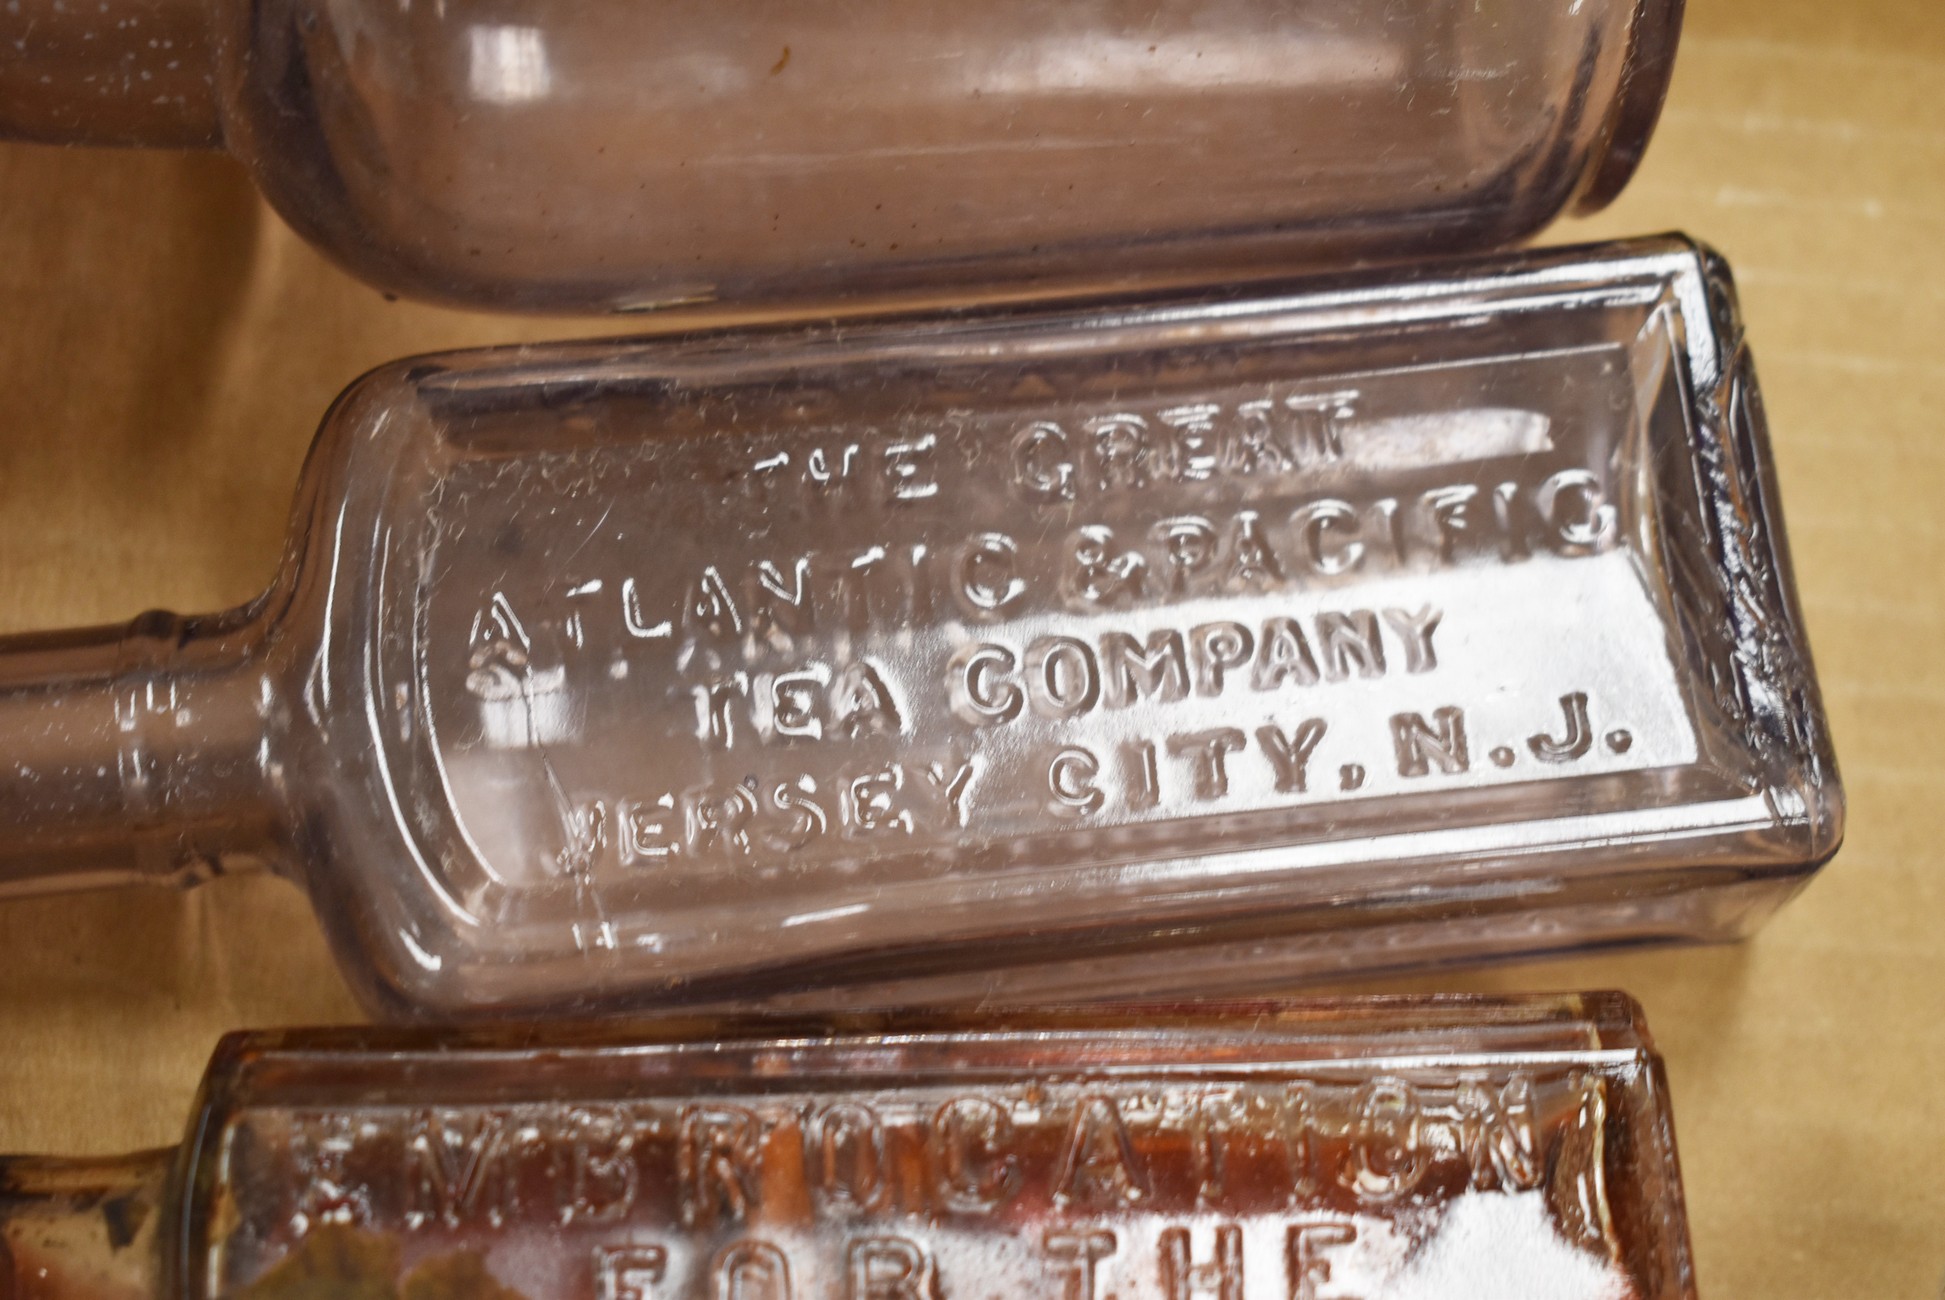 THE GREAT
ATLANTIC & PACIFIC
TEA COMPANY
JERSEY CITY, N.J.
EMBROCATION
FOR THE